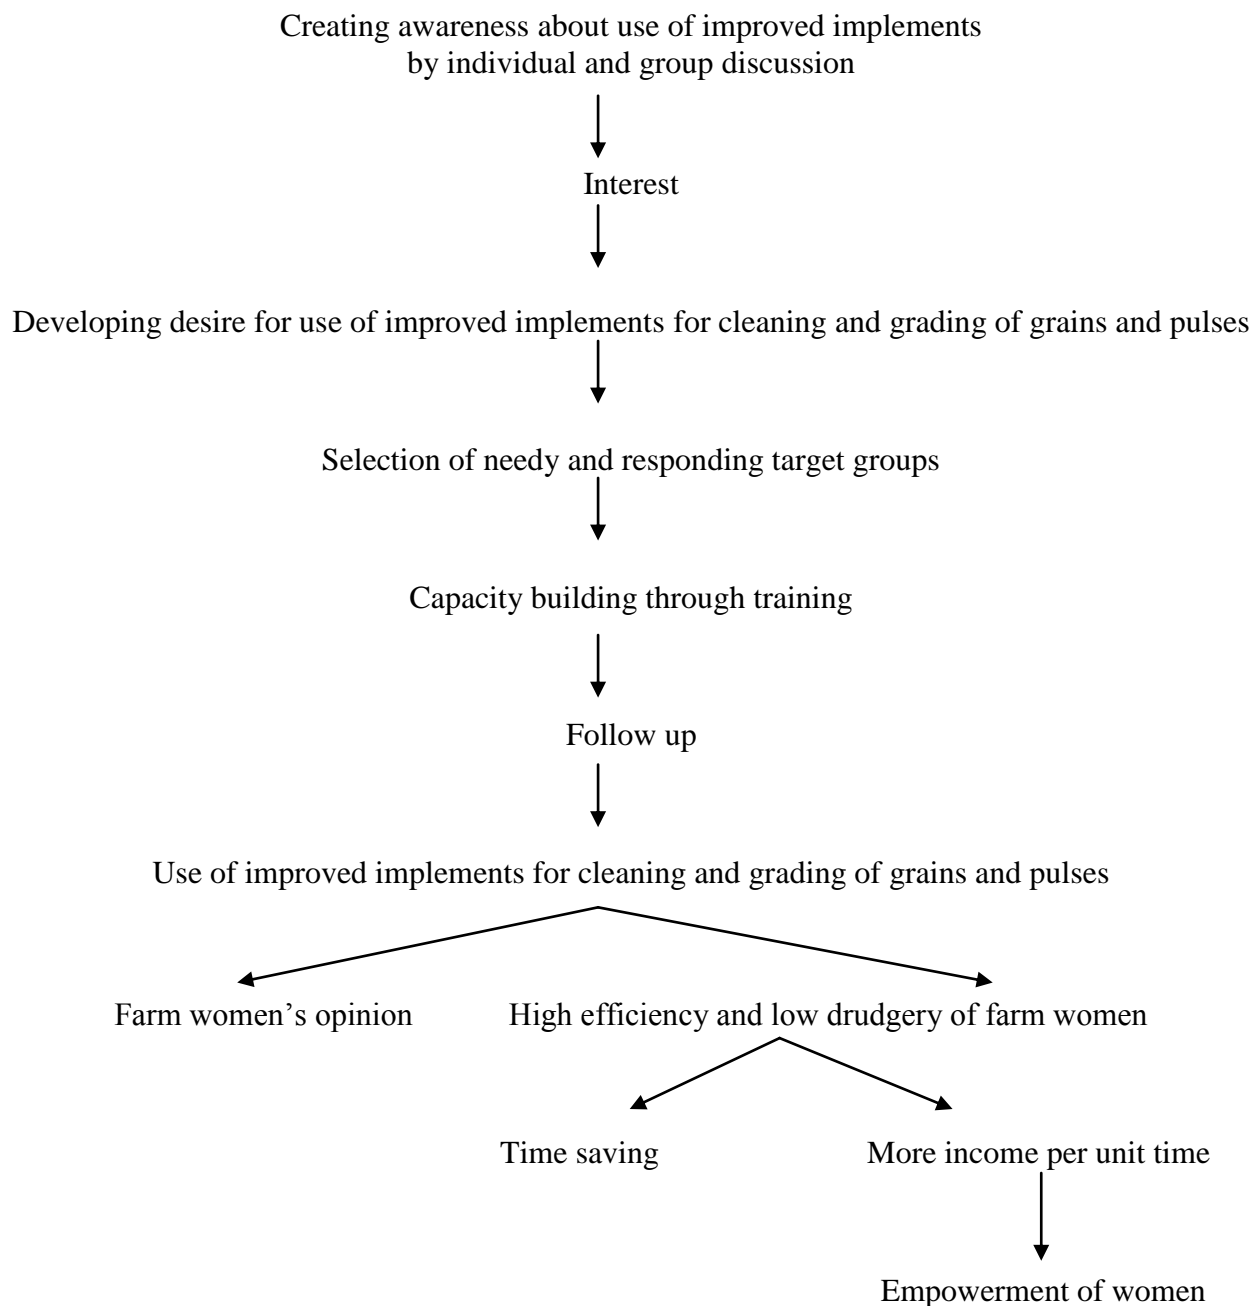 Creating awareness about use of improved implements
by individual and group discussion
Interest
Developing desire for use of improved implements for cleaning and grading of grains and pulses
Selection of needy and responding target groups
Capacity building through training
Follow up
Use of improved implements for cleaning and grading of grains and pulses
Farm women’s opinion
High efficiency and low drudgery of farm women
Time saving
More income per unit time
Empowerment of women